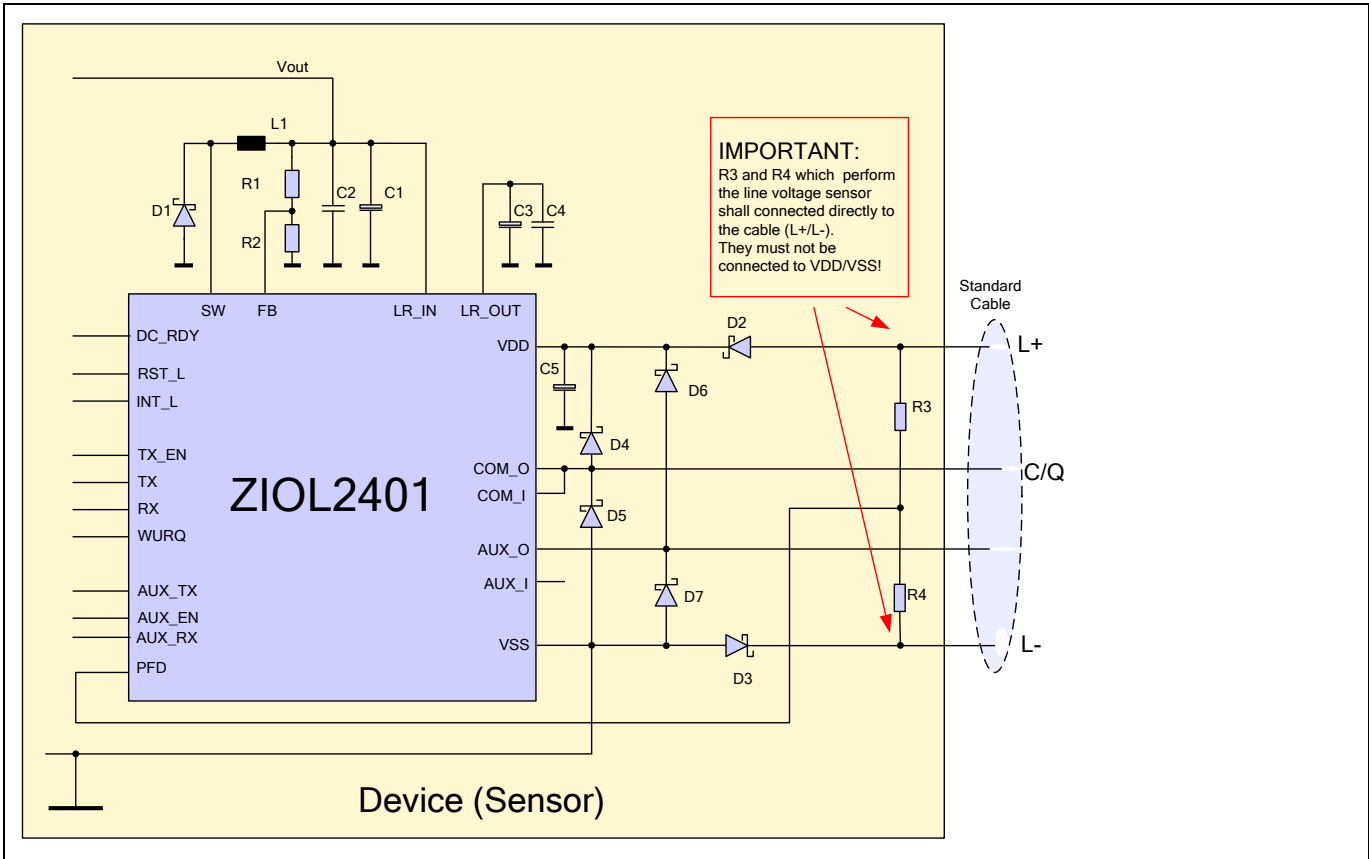 Vout
L1
R1
C2
C1
D1
R2
C3
C4
IMPORTANT:
R3 and R4 which perform
the line voltage sensor
shall connected directly to
the cable (L+/L-).
They must not be
connected to VDD/VSS!
Standard
Cable
SW
FB
LR_IN
LR_OUT
DC_RDY
RST_L
INT_L
TX_EN
TX
RX
WURQ
AUX_TX
AUX_EN
AUX_RX
PFD
ZIOL2401
VDD
COM_O
COM_I
AUX_O
AUX_I
VSS
C5
D2
D6
D4
D5
D7
D3
R3
R4
L+
C/Q
L-
Device (Sensor)